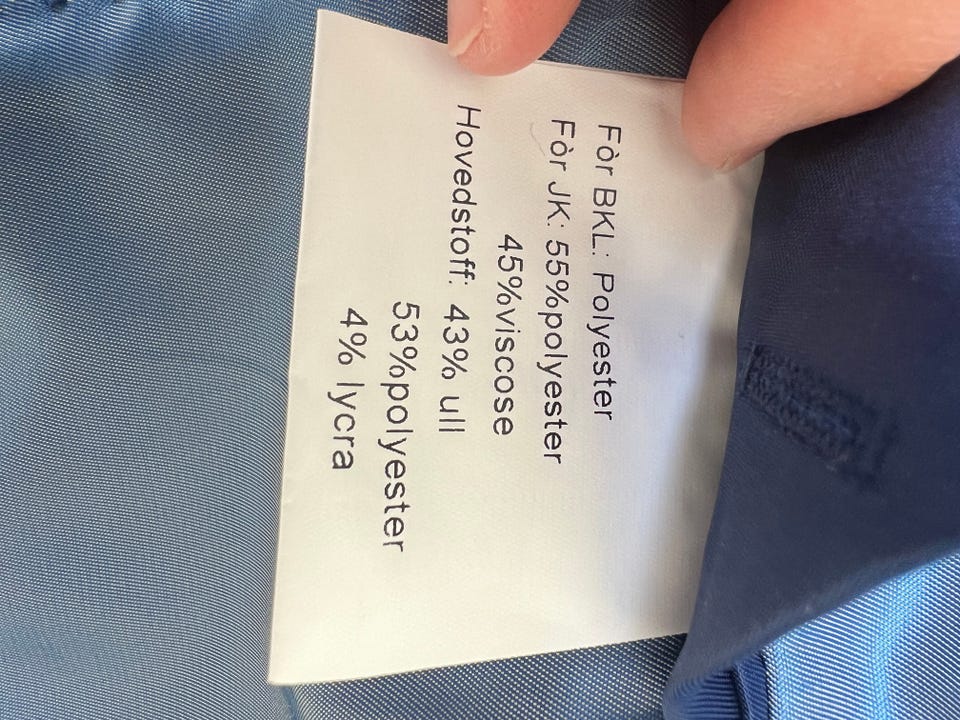 Fòr BKL: Polyester
Fòr JK: 55%polyester
45%viscose
Hovedstoff: 43% ull
53%polyester
4% lycra